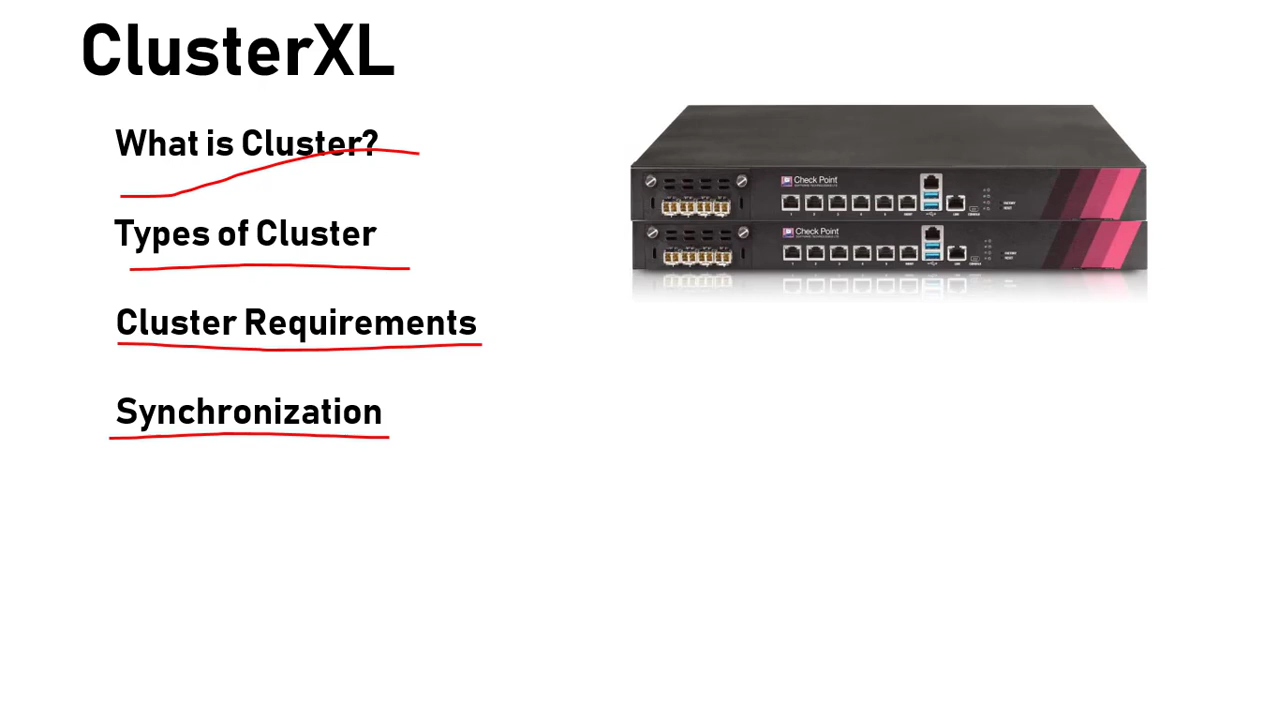 ClusterXL
What is Cluster?
Types of Cluster
Cluster Requirements
Synchronization
Check Point
Check Point